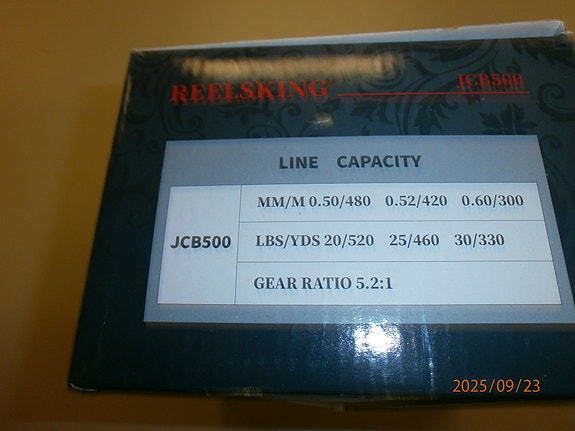 REELSKING JCB500
LINE CAPACITY
JCB500
MM/M 0.50/480 0.52/420 0.60/300
LBS/YDS 20/520 25/460 30/330
GEAR RATIO 5.2:1
2025/09/23